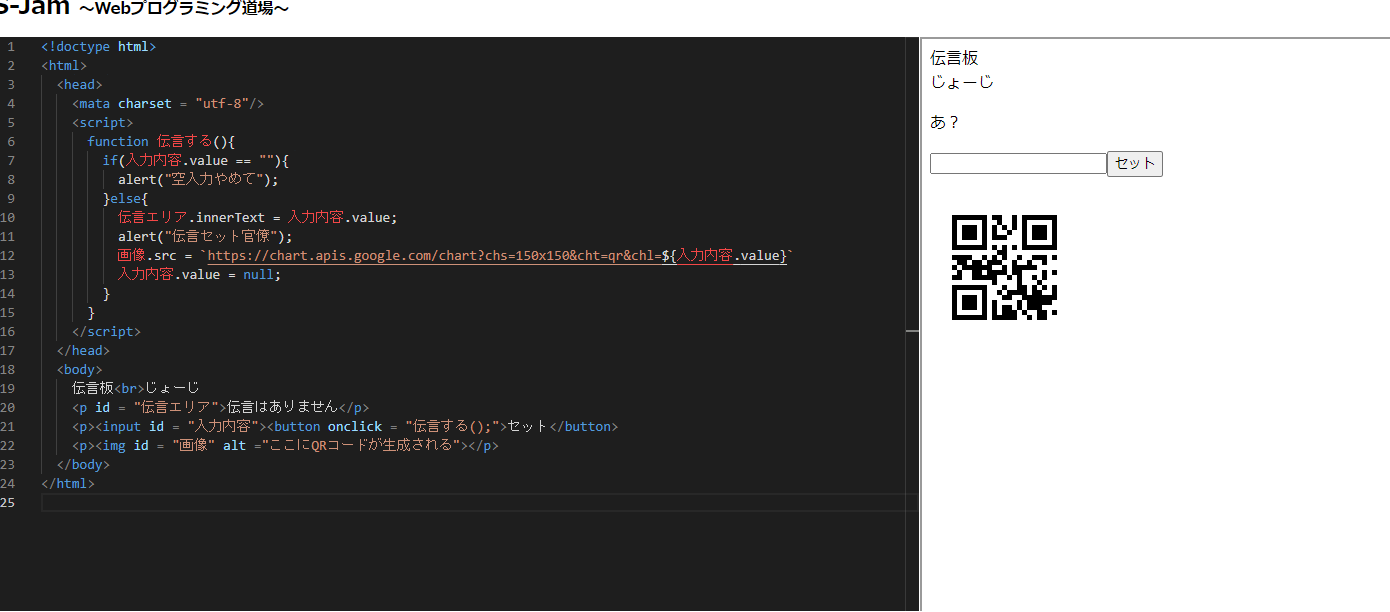 S-Jam ～Webプログラミング道場～
1 <!doctype html>
2 <html>
3 <head>
4 <mata charset = "utf-8"/>
5 <script>
6 function 伝言する(){
7 if(入力内容.value == ""){
8 alert("空入力やめて");
9 }else{
10 伝言エリア.innerText = 入力内容.value;
11 alert("伝言セット官僚");
12 画像.src = `https://chart.apis.google.com/chart?chs=150x150&cht=qr&chl=${入力内容.value}`
13 入力内容.value = null;
14 }
15 }
16 </script>
17 </head>
18 <body>
19 伝言板<br>じょーじ
20 <p id = "伝言エリア">伝言はありません</p>
21 <p><input id = "入力内容"><button onclick = "伝言する();">セット</button>
22 <p><img id = "画像" alt ="ここにQRコードが生成される"></p>
23 </body>
24 </html>
25
伝言板
じょーじ
あ？
セット